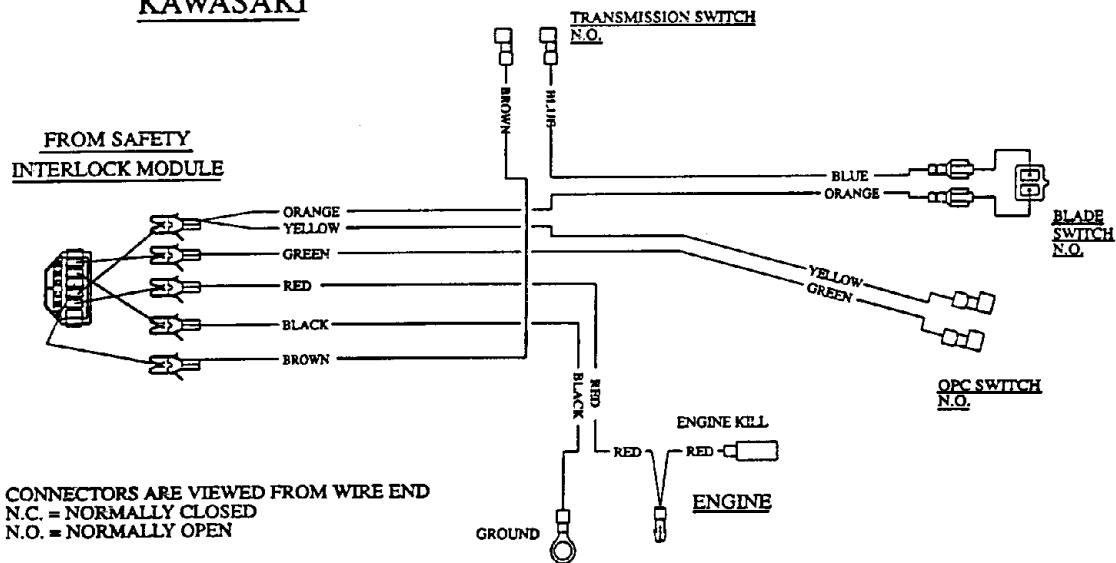 KAWASAKI
TRANSMISSION SWITCH
N.O.
BROWN
BLUE
FROM SAFETY
INTERLOCK MODULE
BLUE
ORANGE
BLADE
SWITCH
N.O.
ORANGE
YELLOW
GREEN
RED
BLACK
BROWN
YELLOW
GREEN
OPC SWITCH
N.O.
BLACK
RED
ENGINE KILL
RED
RED
ENGINE
GROUND
CONNECTORS ARE VIEWED FROM WIRE END
N.C. = NORMALLY CLOSED
N.O. = NORMALLY OPEN